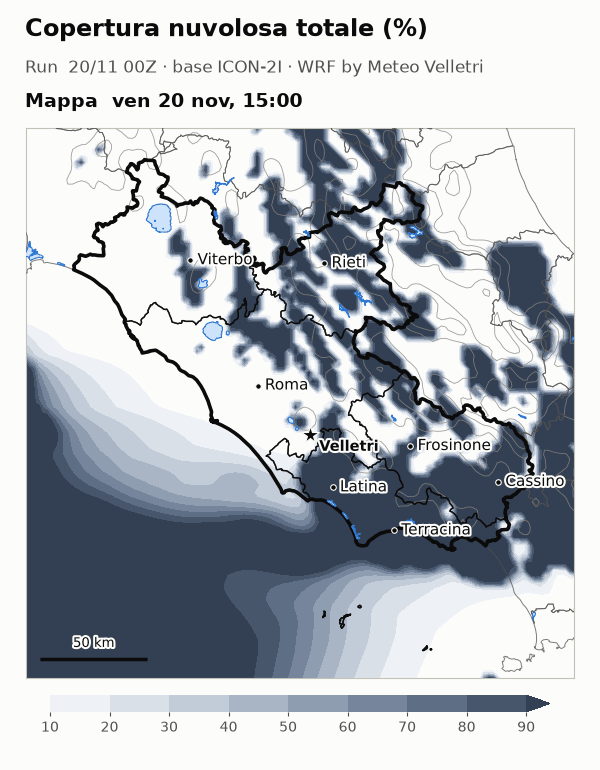 Copertura nuvolosa totale (%)
Run  20/11 00Z · base ICON-2I · WRF by Meteo Velletri
Mappa  ven 20 nov, 15:00
Viterbo
Rieti
Roma
Velletri
Frosinone
Latina
Cassino
Terracina
50 km
10 20 30 40 50 60 70 80 90